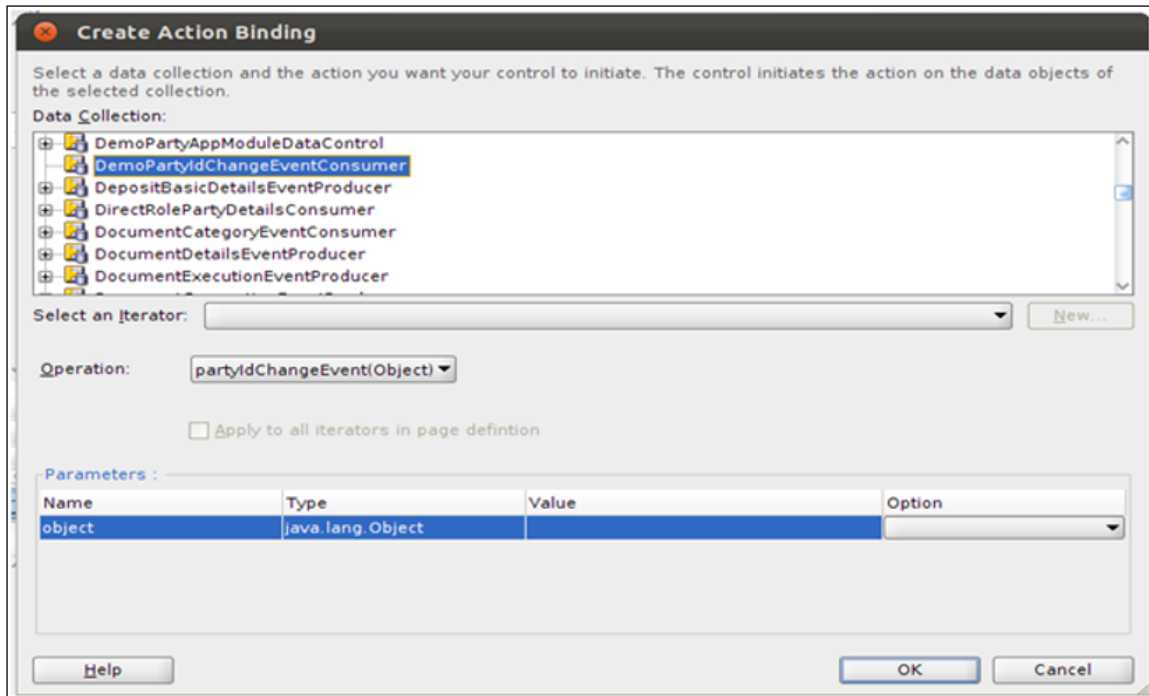 Create Action Binding
Select a data collection and the action you want your control to initiate. The control initiates the action on the data objects of
the selected collection.
Data Collection:
DemoPartyAppModuleDataControl
DemoPartyIdChangeEventConsumer
DepositBasicDetailsEventProducer
DirectRolePartyDetailsConsumer
DocumentCategoryEventConsumer
DocumentDetailsEventProducer
DocumentExecutionEventProducer
Select an Iterator: New...
Operation: partyIdChangeEvent(Object)
Apply to all iterators in page defintion
Parameters :
Name Type Value Option
object java.lang.Object
Help OK Cancel